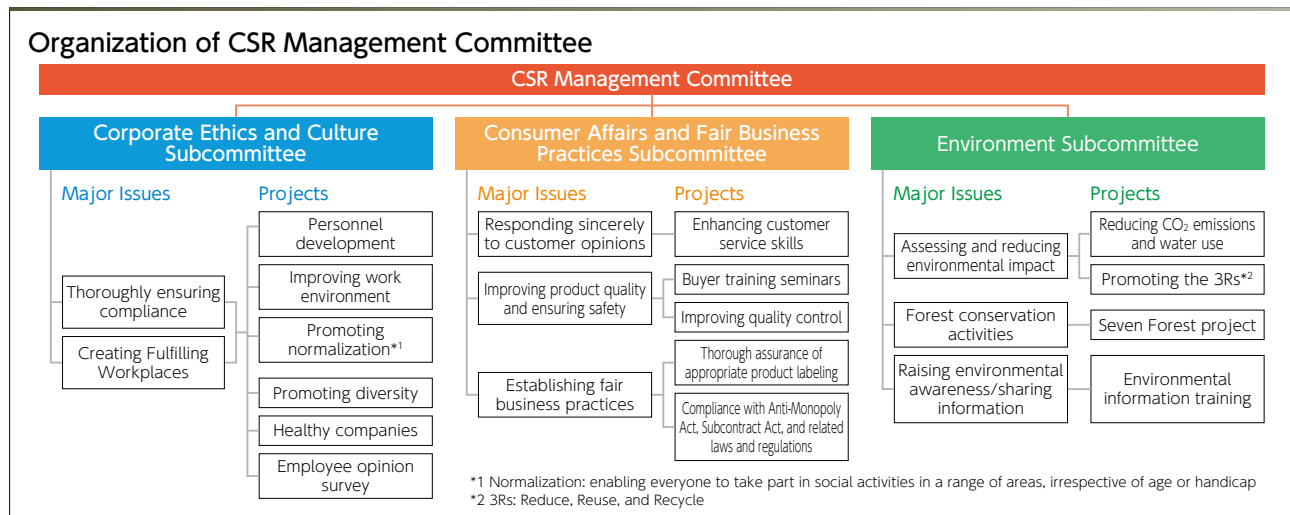 Organization of CSR Management Committee
CSR Management Committee
Corporate Ethics and Culture
Subcommittee
Major Issues
Projects
Thoroughly ensuring
compliance
Creating Fulfilling
Workplaces
Personnel
development
Improving work
environment
Promoting
normalization*1
Promoting diversity
Healthy companies
Employee opinion
survey
Consumer Affairs and Fair Business
Practices Subcommittee
Major Issues
Projects
Responding sincerely
to customer opinions
Enhancing customer
service skills
Improving product quality
and ensuring safety
Buyer training seminars
Improving quality control
Establishing fair
business practices
Thorough assurance of
appropriate product labeling
Compliance with Anti-Monopoly
Act, Subcontract Act, and related
laws and regulations
Environment Subcommittee
Major Issues
Projects
Assessing and reducing
environmental impact
Reducing CO₂ emissions
and water use
Promoting the 3Rs*2
Forest conservation
activities
Seven Forest project
Raising environmental
awareness/sharing
information
Environmental
information training
*1 Normalization: enabling everyone to take part in social activities in a range of areas, irrespective of age or handicap
*2 3Rs: Reduce, Reuse, and Recycle